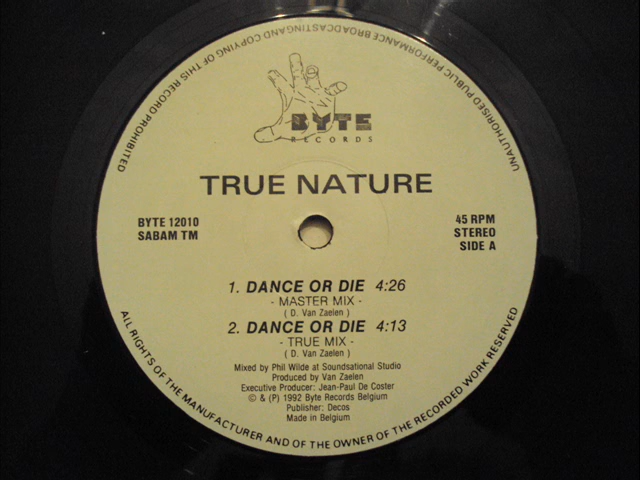 UNAUTHORISED PUBLIC PERFORMANCE BROADCASTING AND COPYING OF THIS RECORD PROHIBITED
BYTE
RECORDS
TRUE NATURE
BYTE 12010
SABAM TM
45 RPM
STEREO
SIDE A
1. DANCE OR DIE 4:26
- MASTER MIX -
( D. Van Zaelen )
2. DANCE OR DIE 4:13
- TRUE MIX -
( D. Van Zaelen )
Mixed by Phil Wilde at Soundsational Studio
Produced by Van Zaelen
Executive Producer: Jean-Paul De Coster
© & (P) 1992 Byte Records Belgium
Publisher: Decos
Made in Belgium
ALL RIGHTS OF THE MANUFACTURER AND OF THE OWNER OF THE RECORDED WORK RESERVED